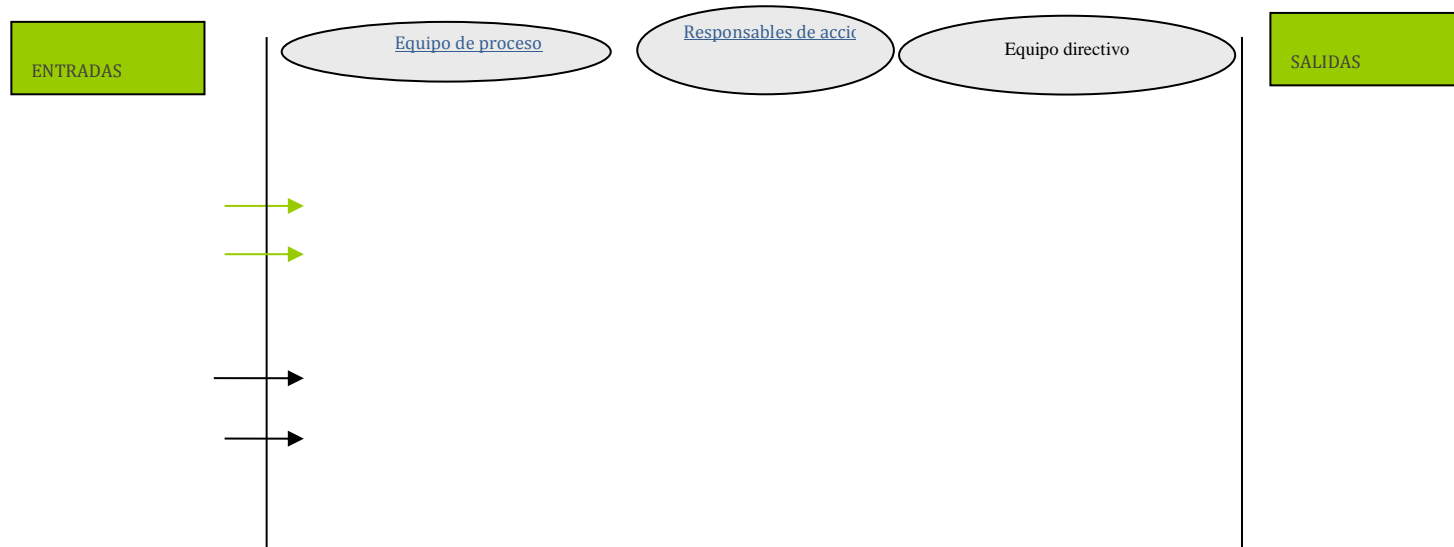 ENTRADAS
Equipo de proceso
Responsables de accio
Equipo directivo
SALIDAS